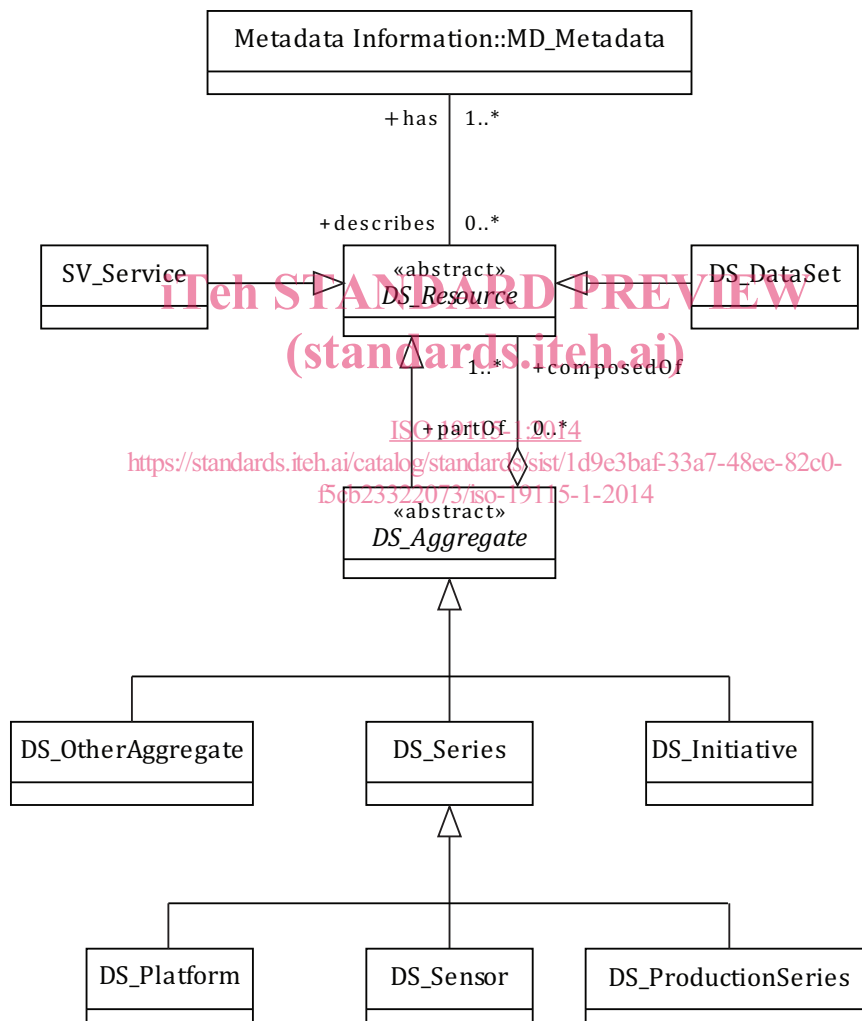 Metadata Information::MD_Metadata
+has 1..*
+describes 0..*
SV_Service
«abstract»
DS_Resource
DS_DataSet
iTeh STANDARD PREVIEW
(standards.iteh.ai)
1..* +composedOf
+partOf 0..*
ISO 19115-1:2014
https://standards.iteh.ai/catalog/standards/sist/1d9e3baf-33a7-48ee-82c0-
f5cb23322073/iso-19115-1-2014
«abstract»
DS_Aggregate
DS_OtherAggregate
DS_Series
DS_Initiative
DS_Platform
DS_Sensor
DS_ProductionSeries